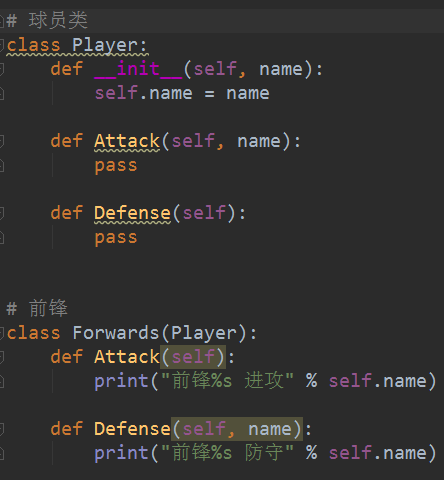 # 球员类
class Player:
    def __init__(self, name):
        self.name = name
    def Attack(self, name):
        pass
    def Defense(self):
        pass
# 前锋
class Forwards(Player):
    def Attack(self):
        print("前锋%s 进攻" % self.name)
    def Defense(self, name):
        print("前锋%s 防守" % self.name)